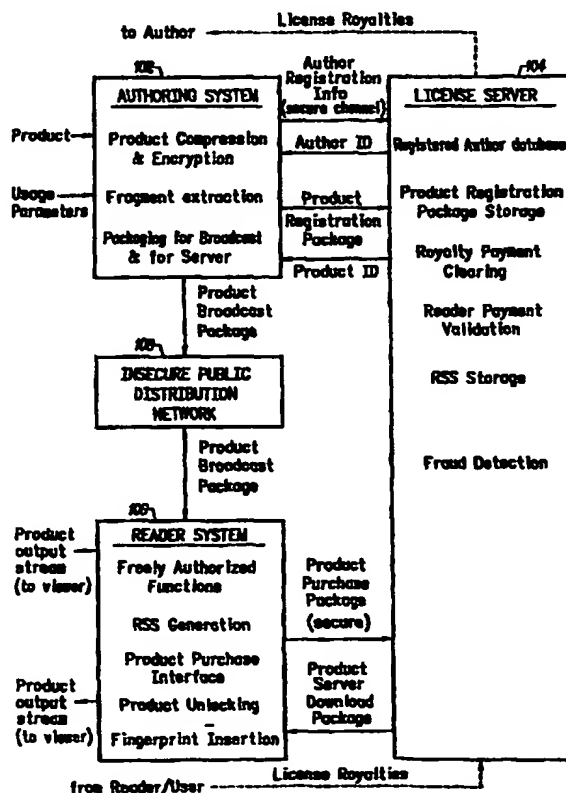 License Royalties
to Author
102
AUTHORING SYSTEM
Product Compression
& Encryption
Fragment extraction
Packaging for Broadcast
& for Server
Product
Usage
Parameters
Author
Registration
Info
(secure channel)
Author ID
Product
Registration
Package
Product ID
104
LICENSE SERVER
Registered Author database
Product Registration
Package Storage
Royalty Payment
Clearing
Reader Payment
Validation
RSS Storage
Fraud Detection
Product
Broadcast
Package
108
INSECURE PUBLIC
DISTRIBUTION
NETWORK
Product
Broadcast
Package
106
READER SYSTEM
Freely Authorized
Functions
RSS Generation
Product Purchase
Interface
Product Unlocking
Fingerprint Insertion
Product
output
stream
(to viewer)
Product
output
stream
(to viewer)
Product
Purchase
Package
(secure)
Product
Server
Download
Package
License Royalties
from Reader/User